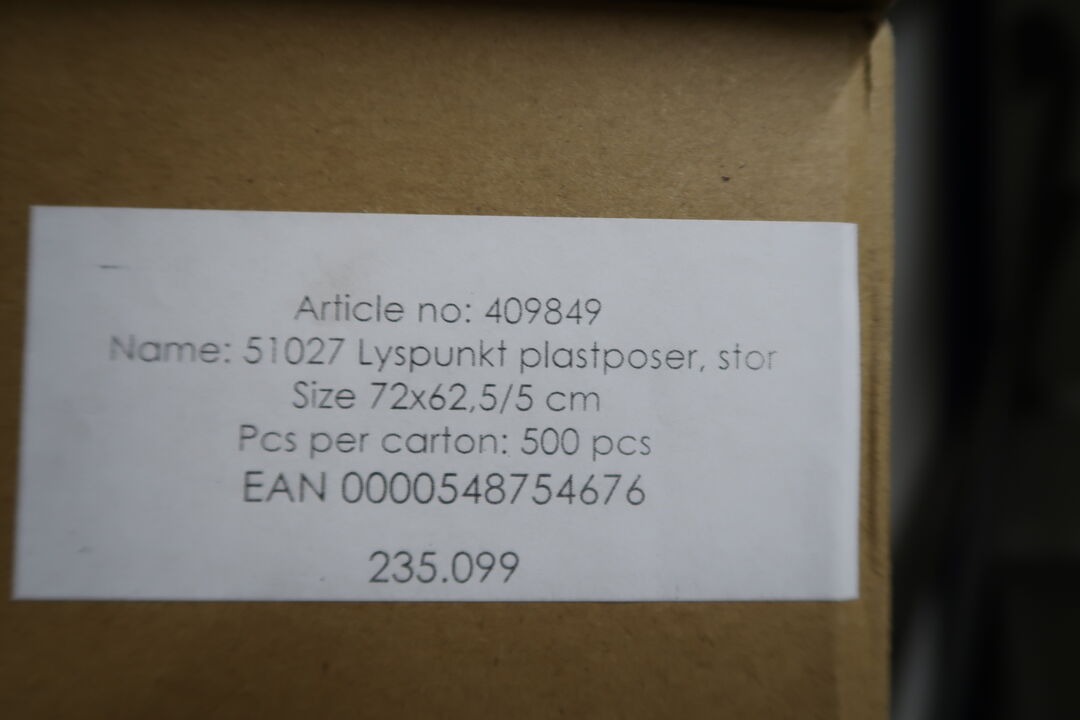 Article no: 409849
Name: 51027 Lyspunkt plastposer, stor
Size 72x62,5/5 cm
Pcs per carton: 500 pcs
EAN 0000548754676
235.099